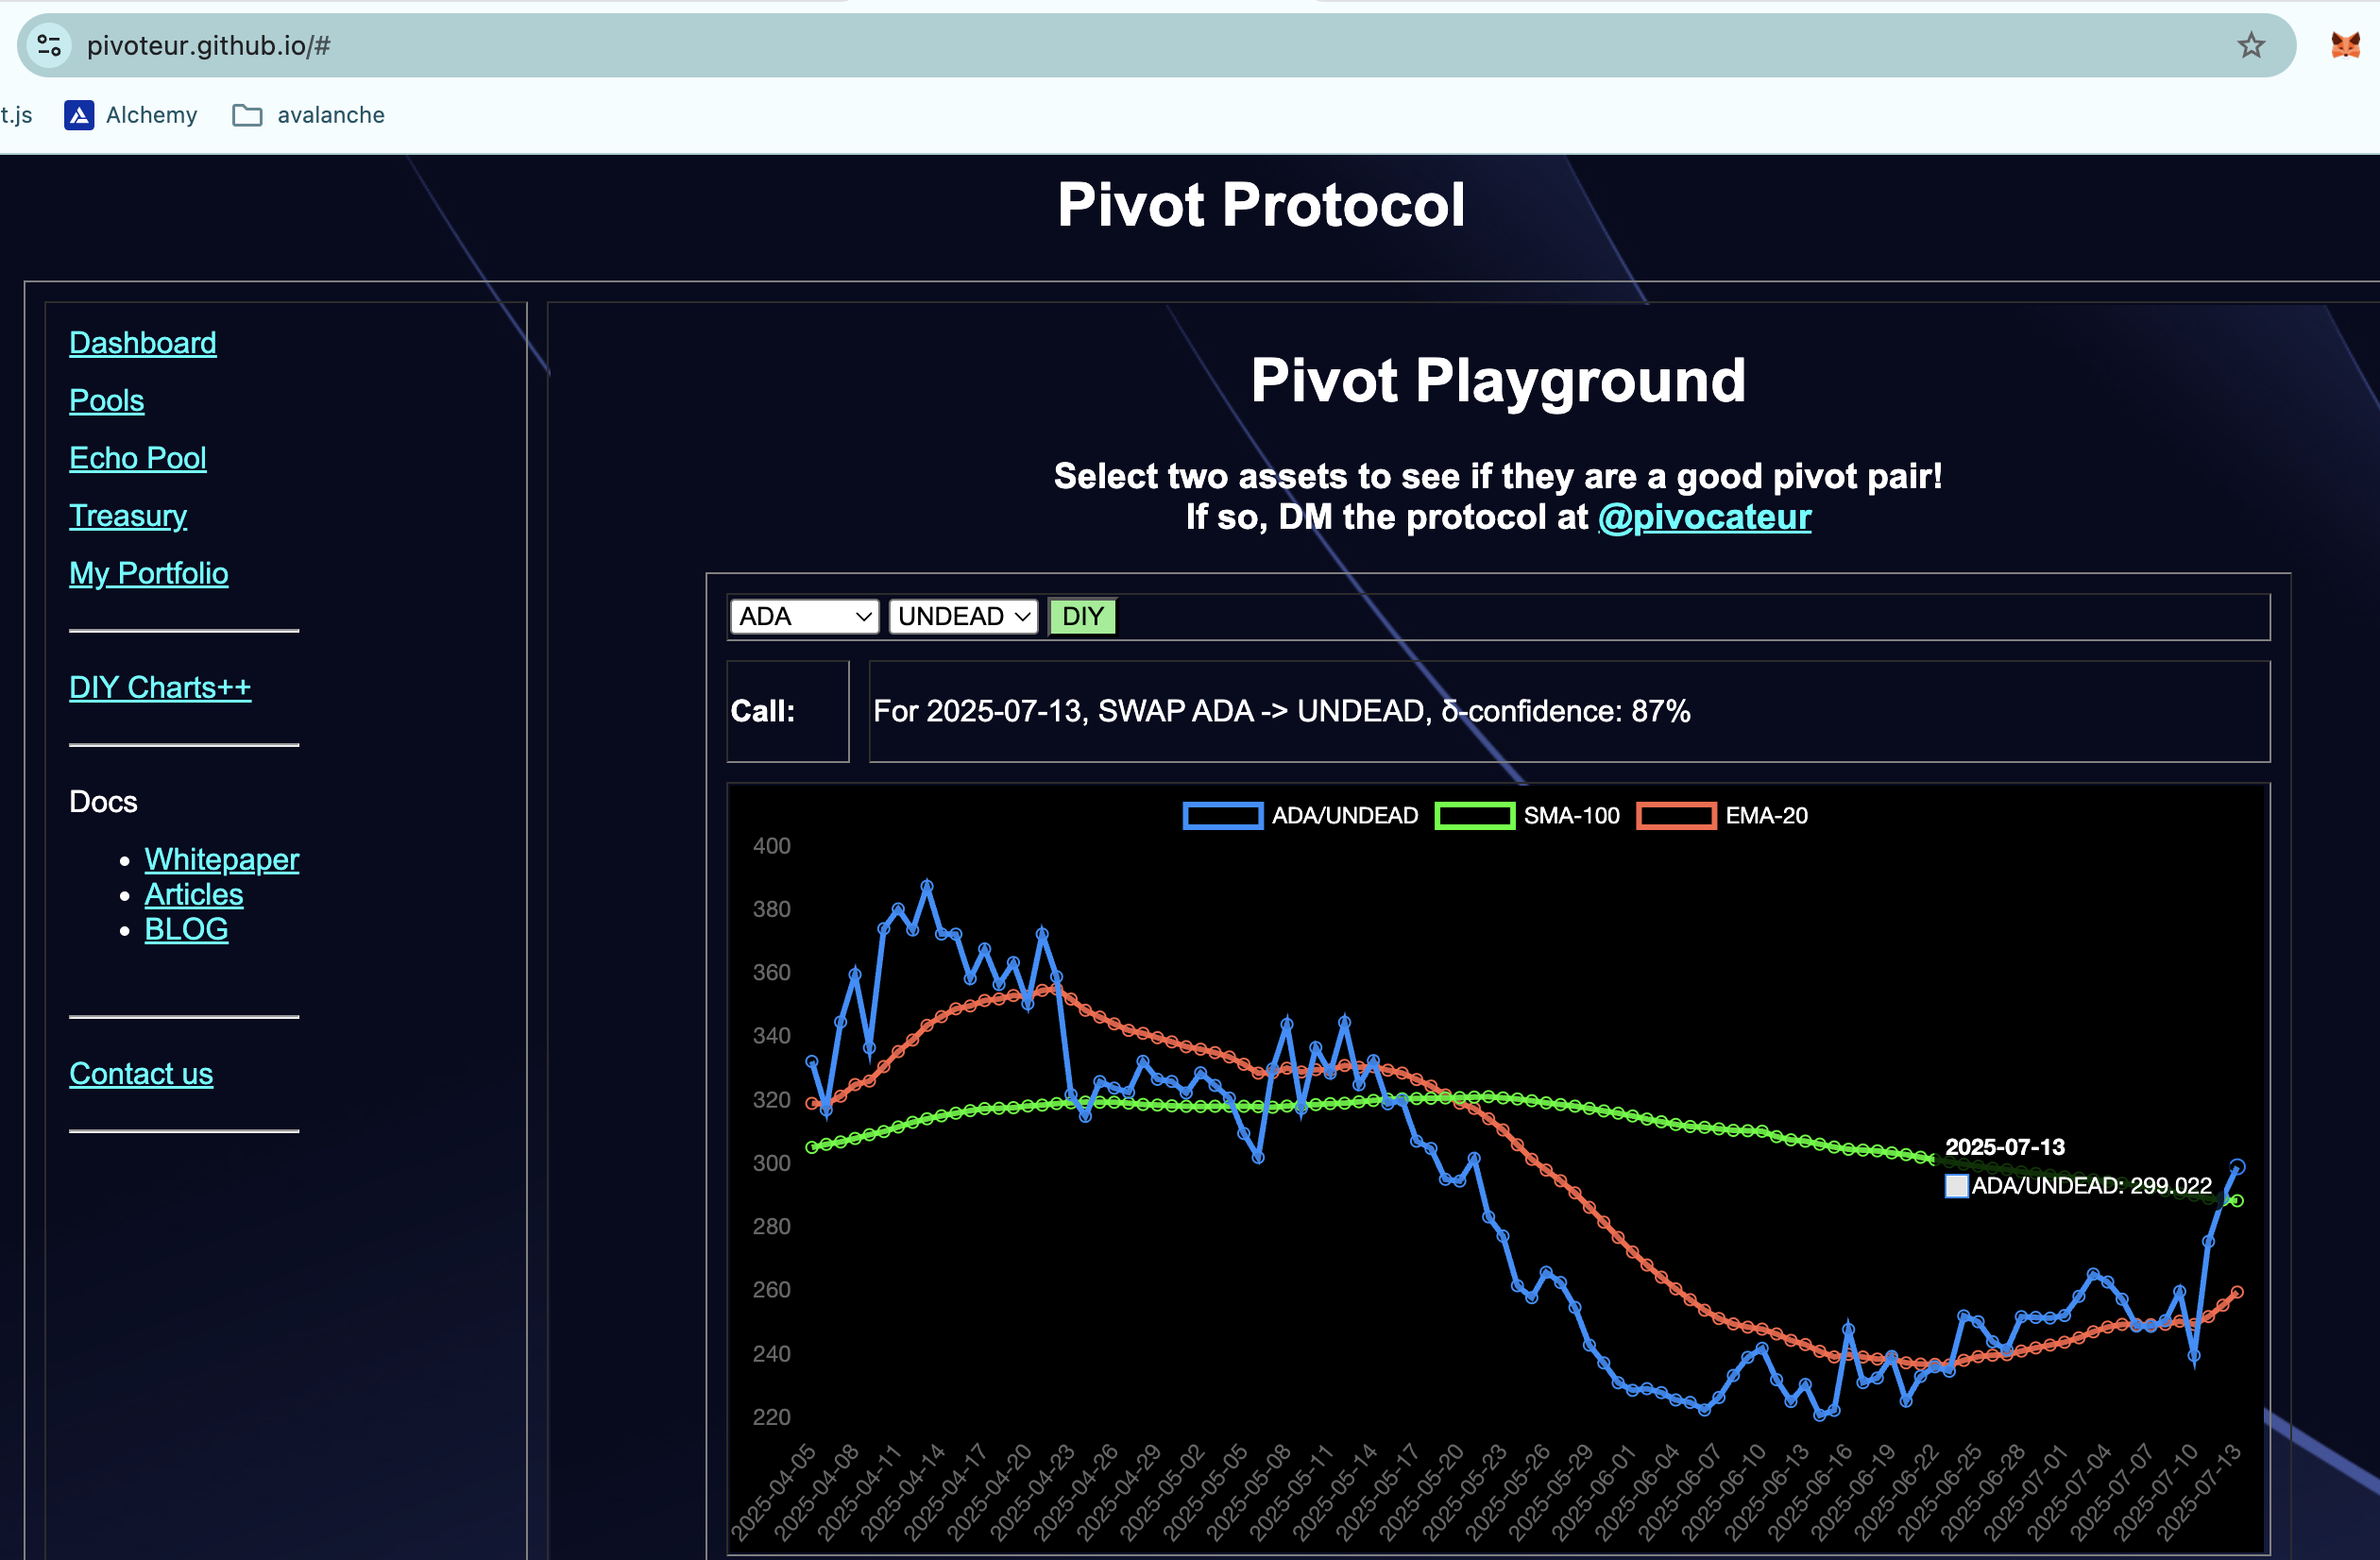 pivoteur.github.io/#
t.js Alchemy avalanche
Pivot Protocol
Dashboard
Pools
Echo Pool
Treasury
My Portfolio
DIY Charts++
Docs
Whitepaper
Articles
BLOG
Contact us
Pivot Playground
Select two assets to see if they are a good pivot pair!
If so, DM the protocol at @pivocateur
ADA UNDEAD DIY
Call: For 2025-07-13, SWAP ADA -> UNDEAD, δ-confidence: 87%
ADA/UNDEAD SMA-100 EMA-20
400
380
360
340
320
300
280
260
240
220
2025-07-13
ADA/UNDEAD: 299.022
2025-04-05 2025-04-08 2025-04-11 2025-04-14 2025-04-17 2025-04-20 2025-04-23 2025-04-26 2025-04-29 2025-05-02 2025-05-05 2025-05-08 2025-05-11 2025-05-14 2025-05-17 2025-05-20 2025-05-23 2025-05-26 2025-05-29 2025-06-01 2025-06-04 2025-06-07 2025-06-10 2025-06-13 2025-06-16 2025-06-19 2025-06-22 2025-06-25 2025-06-28 2025-07-01 2025-07-04 2025-07-07 2025-07-10 2025-07-13